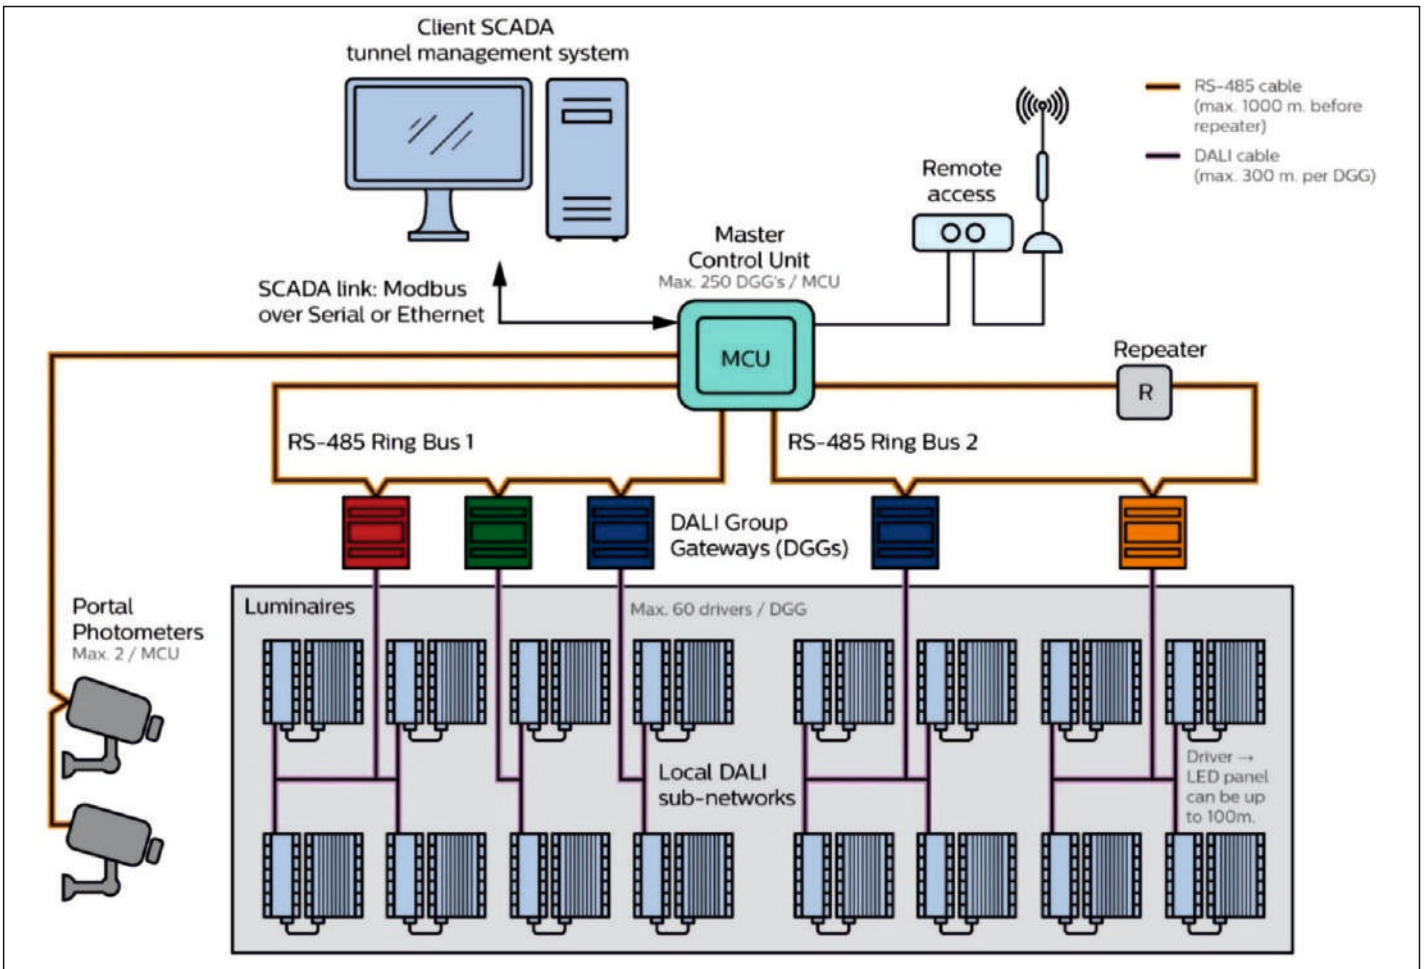 Client SCADA
tunnel management system
RS-485 cable
(max. 1000 m. before
repeater)
DALI cable
(max. 300 m. per DGG)
Remote
access
Master
Control Unit
Max. 250 DGG's / MCU
SCADA link: Modbus
over Serial or Ethernet
MCU
Repeater
R
RS-485 Ring Bus 1
RS-485 Ring Bus 2
DALI Group
Gateways (DGGs)
Portal
Photometers
Max. 2 / MCU
Luminaires
Max. 60 drivers / DGG
Local DALI
sub-networks
Driver →
LED panel
can be up
to 100m.